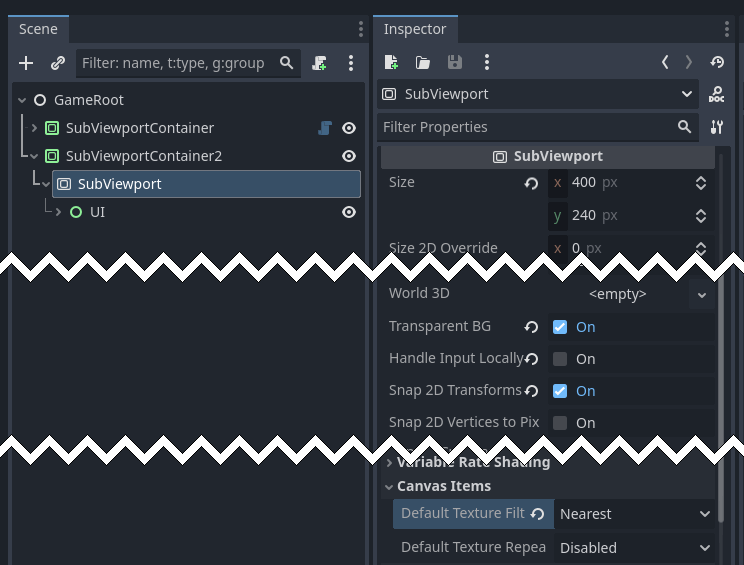 Scene
Filter: name, t:type, g:group
GameRoot
SubViewportContainer
SubViewportContainer2
SubViewport
UI
Inspector
SubViewport
DOC
Filter Properties
SubViewport
Size x 400 px
y 240 px
Size 2D Override x 0 px
World 3D <empty>
Transparent BG On
Handle Input Locally On
Snap 2D Transforms On
Snap 2D Vertices to Pix On
Variable Rate Shading
Canvas Items
Default Texture Filt Nearest
Default Texture Repea Disabled